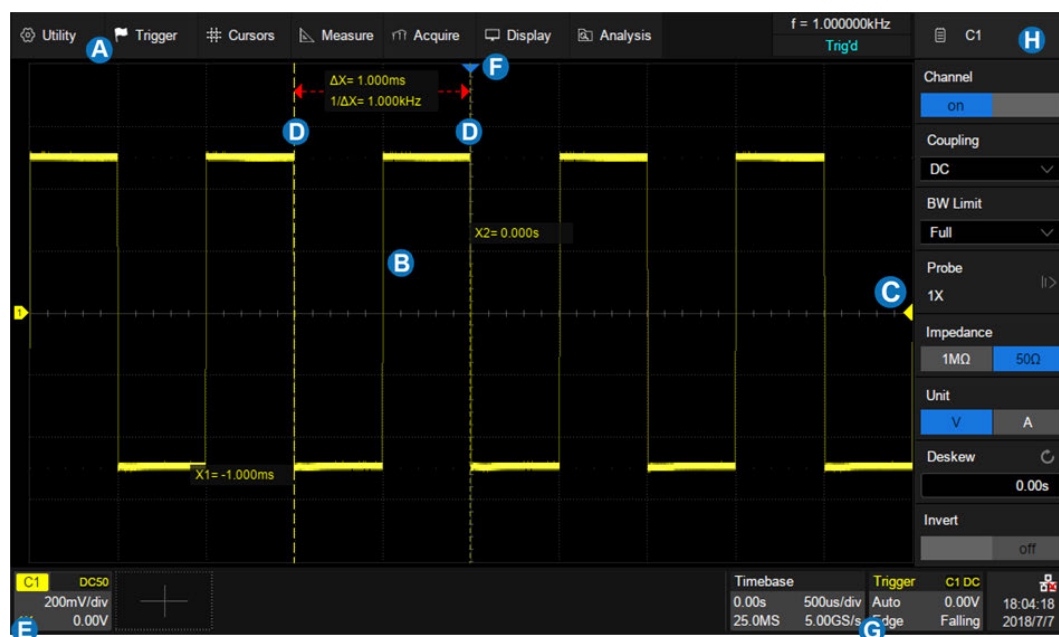 Utility A Trigger Cursors Measure Acquire Display Analysis
f = 1.000000kHz
Trig'd
C1 H
F
ΔX= 1.000ms
1/ΔX= 1.000kHz
D D
X2= 0.000s
B
C
1
X1= -1.000ms
Channel
on
Coupling
DC
BW Limit
Full
Probe
1X
Impedance
1MΩ 50Ω
Unit
V A
Deskew
0.00s
Invert
off
C1 DC50
200mV/div
0.00V
E
Timebase
0.00s 500us/div
25.0MS 5.00GS/s
Trigger C1 DC
Auto 0.00V
Edge Falling
G
18:04:18
2018/7/7